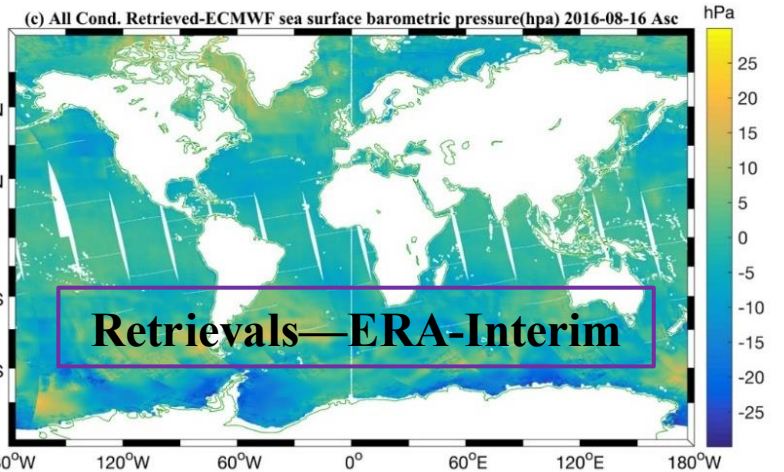 (c) All Cond. Retrieved-ECMWF sea surface barometric pressure(hpa) 2016-08-16 Asc
hPa
25
20
15
10
5
0
-5
-10
-15
-20
-25
Retrievals—ERA-Interim
120°W
60°W
0°
60°E
120°E
180°W